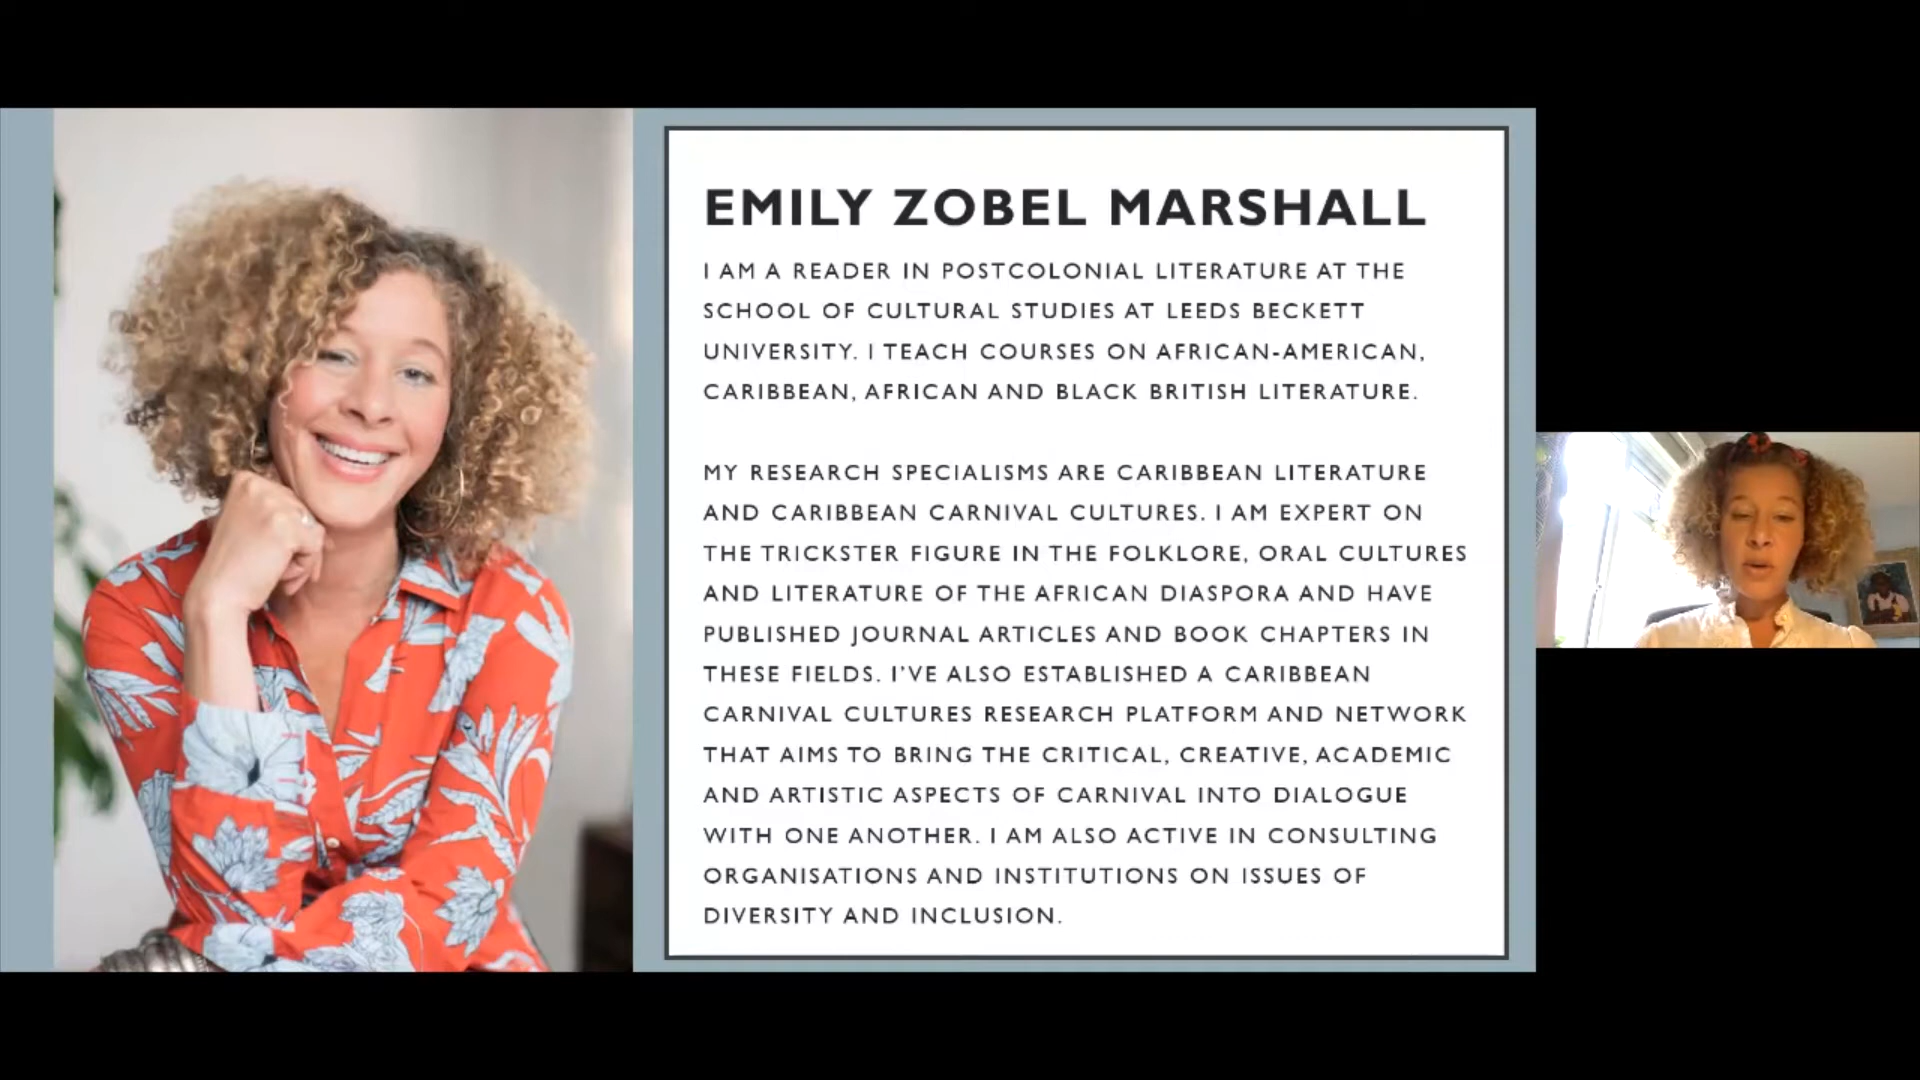 EMILY ZOBEL MARSHALL
I AM A READER IN POSTCOLONIAL LITERATURE AT THE
SCHOOL OF CULTURAL STUDIES AT LEEDS BECKETT
UNIVERSITY. I TEACH COURSES ON AFRICAN-AMERICAN,
CARIBBEAN, AFRICAN AND BLACK BRITISH LITERATURE.
MY RESEARCH SPECIALISMS ARE CARIBBEAN LITERATURE
AND CARIBBEAN CARNIVAL CULTURES. I AM EXPERT ON
THE TRICKSTER FIGURE IN THE FOLKLORE, ORAL CULTURES
AND LITERATURE OF THE AFRICAN DIASPORA AND HAVE
PUBLISHED JOURNAL ARTICLES AND BOOK CHAPTERS IN
THESE FIELDS. I'VE ALSO ESTABLISHED A CARIBBEAN
CARNIVAL CULTURES RESEARCH PLATFORM AND NETWORK
THAT AIMS TO BRING THE CRITICAL, CREATIVE, ACADEMIC
AND ARTISTIC ASPECTS OF CARNIVAL INTO DIALOGUE
WITH ONE ANOTHER. I AM ALSO ACTIVE IN CONSULTING
ORGANISATIONS AND INSTITUTIONS ON ISSUES OF
DIVERSITY AND INCLUSION.